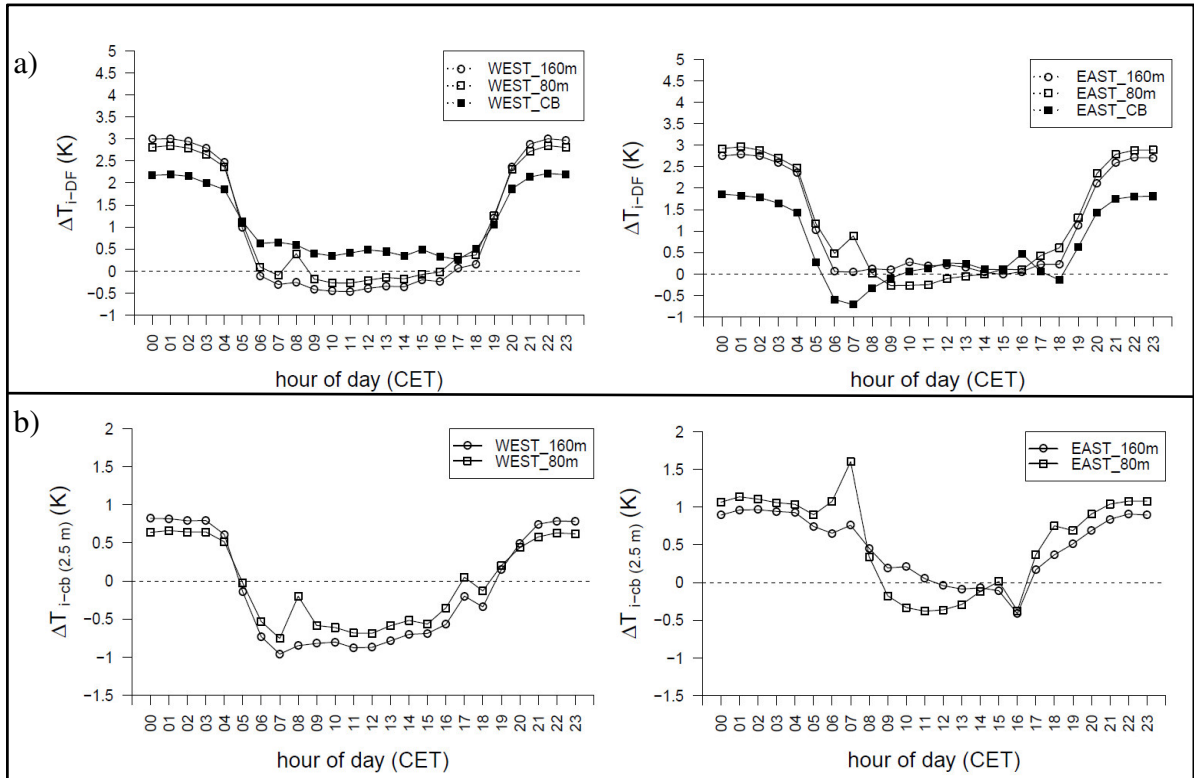 a)
5
4.5
4
3.5
3
2.5
2
1.5
1
0.5
0
−0.5
−1
ΔT i−DF (K)
WEST_160m
WEST_80m
WEST_CB
00 01 02 03 04 05 06 07 08 09 10 11 12 13 14 15 16 17 18 19 20 21 22 23
hour of day (CET)
5
4.5
4
3.5
3
2.5
2
1.5
1
0.5
0
−0.5
−1
ΔT i−DF (K)
EAST_160m
EAST_80m
EAST_CB
00 01 02 03 04 05 06 07 08 09 10 11 12 13 14 15 16 17 18 19 20 21 22 23
hour of day (CET)
b)
2
1.5
1
0.5
0
−0.5
−1
−1.5
ΔT i−cb (2.5 m) (K)
WEST_160m
WEST_80m
00 01 02 03 04 05 06 07 08 09 10 11 12 13 14 15 16 17 18 19 20 21 22 23
hour of day (CET)
2
1.5
1
0.5
0
−0.5
−1
−1.5
ΔT i−cb (2.5 m) (K)
EAST_160m
EAST_80m
00 01 02 03 04 05 06 07 08 09 10 11 12 13 14 15 16 17 18 19 20 21 22 23
hour of day (CET)